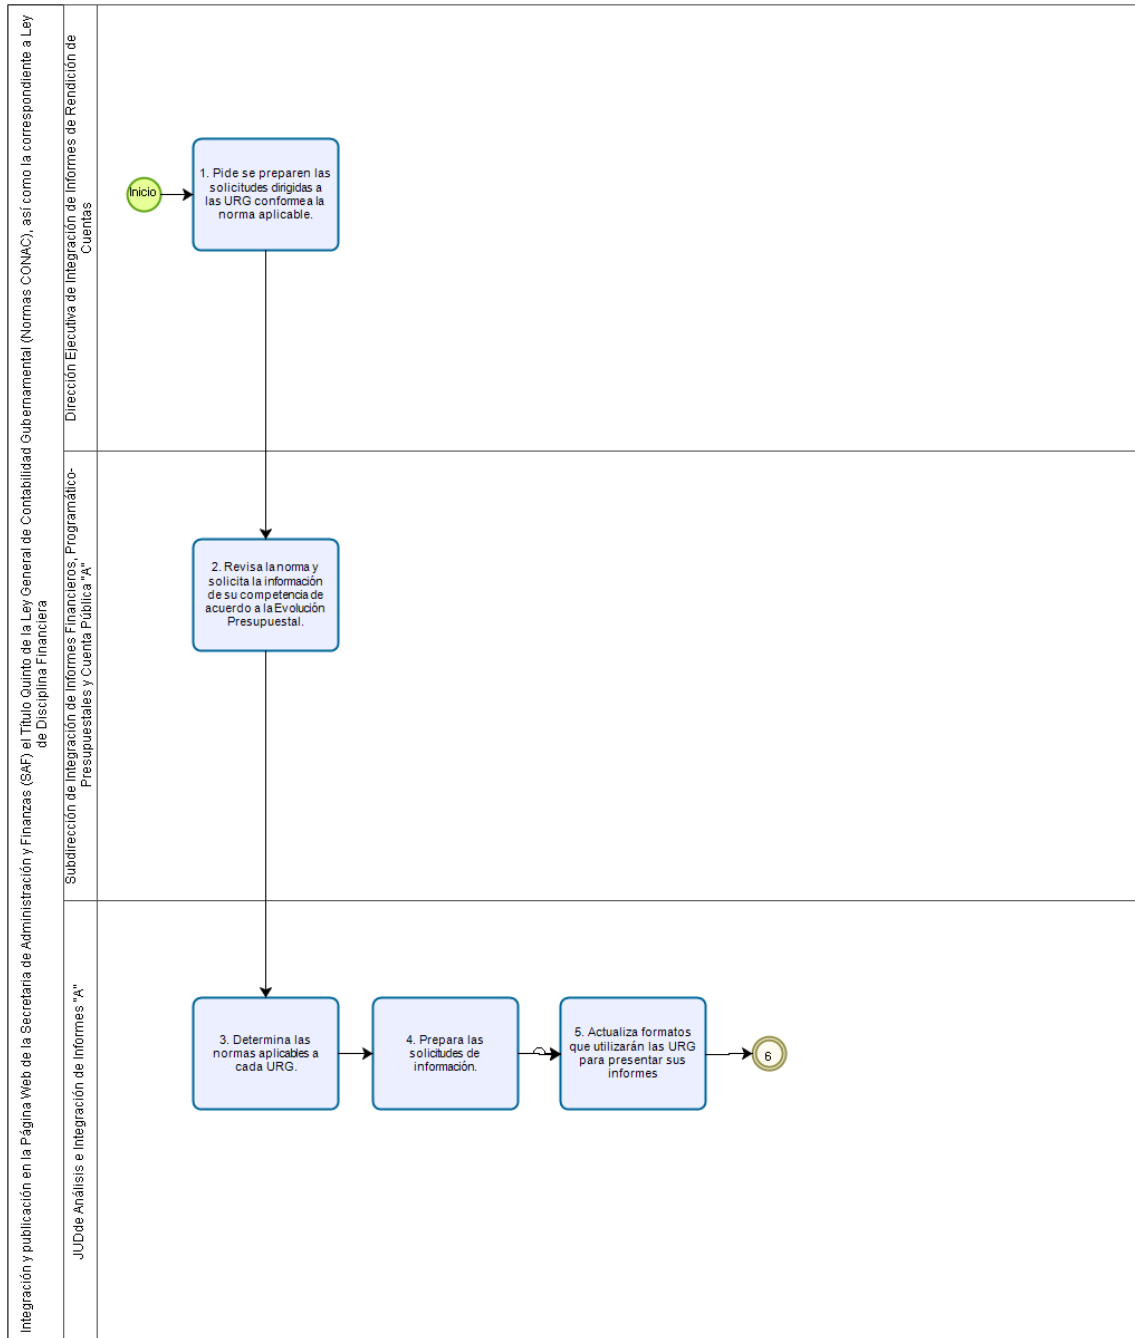 Integración y publicación en la Página Web de la Secretaria de Administración y Finanzas (SAF) el Título Quinto de la Ley General de Contabilidad Gubernamental (Normas CONAC), así como la correspondiente a Ley
de Disciplina Financiera
Dirección Ejecutiva de Integración de Informes de Rendición de
Cuentas
Inicio
1. Pide se preparen las
solicitudes dirigidas a
las URG conforme a la
norma aplicable.
Subdirección de Integración de Informes Financieros, Programático-
Presupuestales y Cuenta Pública "A"
2. Revisa la norma y
solicita la información
de su competencia de
acuerdo a la Evolución
Presupuestal.
JUDde Análisis e Integración de Informes "A"
3. Determina las
normas aplicables a
cada URG.
4. Prepara las
solicitudes de
información.
5. Actualiza formatos
que utilizarán las URG
para presentar sus
informes
6